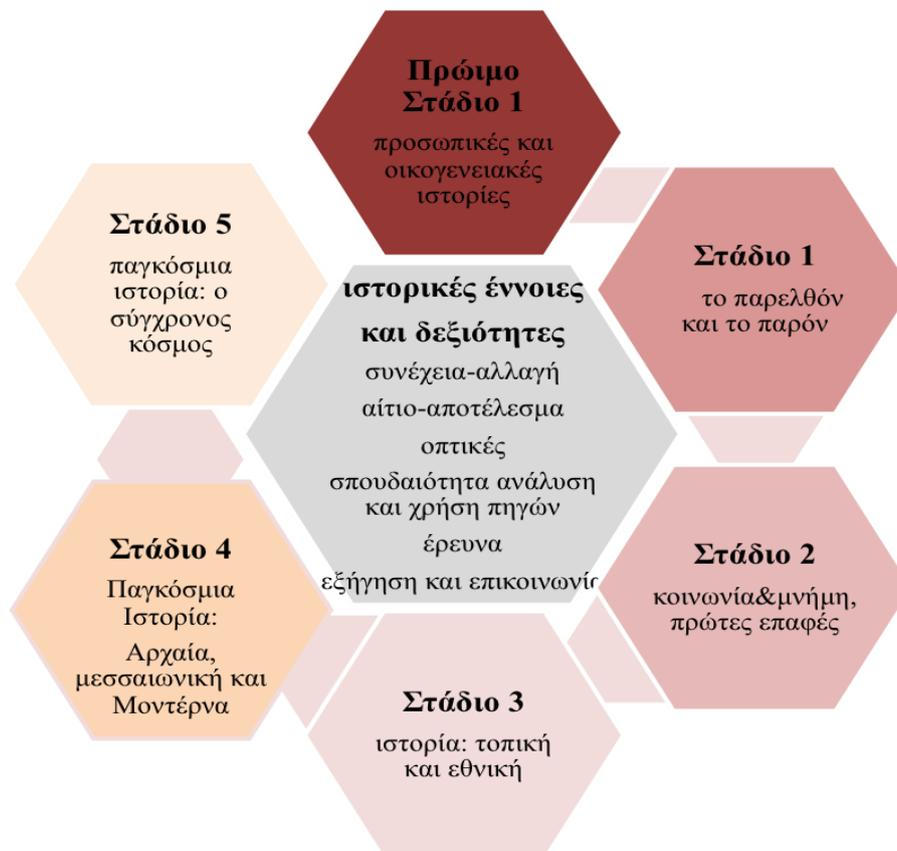 Πρώιμο
Στάδιο 1
προσωπικές και
οικογενειακές
ιστορίες
Στάδιο 1
το παρελθόν
και το παρόν
Στάδιο 2
κοινωνία&μνήμη,
πρώτες επαφές
Στάδιο 3
ιστορία: τοπική
και εθνική
Στάδιο 4
Παγκόσμια
Ιστορία:
Αρχαία,
μεσσαιωνική και
Μοντέρνα
Στάδιο 5
παγκόσμια
ιστορία: ο
σύγχρονος
κόσμος
ιστορικές έννοιες
και δεξιότητες
συνέχεια-αλλαγή
αίτιο-αποτέλεσμα
οπτικές
σπουδαιότητα ανάλυση
και χρήση πηγών
έρευνα
εξήγηση και επικοινωνία